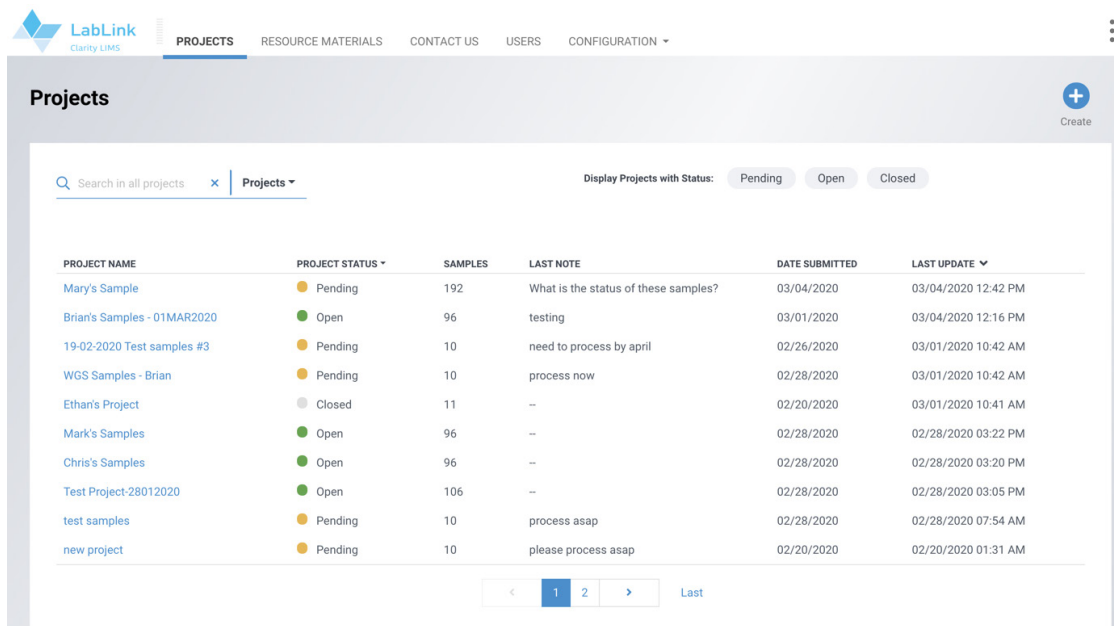 LabLink
Clarity LIMS
PROJECTS RESOURCE MATERIALS CONTACT US USERS CONFIGURATION
Projects
Create
Search in all projects × Projects
Display Projects with Status: Pending Open Closed
PROJECT NAME PROJECT STATUS SAMPLES LAST NOTE DATE SUBMITTED LAST UPDATE
Mary's Sample Pending 192 What is the status of these samples? 03/04/2020 03/04/2020 12:42 PM
Brian's Samples - 01MAR2020 Open 96 testing 03/01/2020 03/04/2020 12:16 PM
19-02-2020 Test samples #3 Pending 10 need to process by april 02/26/2020 03/01/2020 10:42 AM
WGS Samples - Brian Pending 10 process now 02/28/2020 03/01/2020 10:42 AM
Ethan's Project Closed 11 -- 02/20/2020 03/01/2020 10:41 AM
Mark's Samples Open 96 -- 02/28/2020 02/28/2020 03:22 PM
Chris's Samples Open 96 -- 02/28/2020 02/28/2020 03:20 PM
Test Project-28012020 Open 106 -- 02/28/2020 02/28/2020 03:05 PM
test samples Pending 10 process asap 02/28/2020 02/28/2020 07:54 AM
new project Pending 10 please process asap 02/20/2020 02/20/2020 01:31 AM
< 1 2 > Last